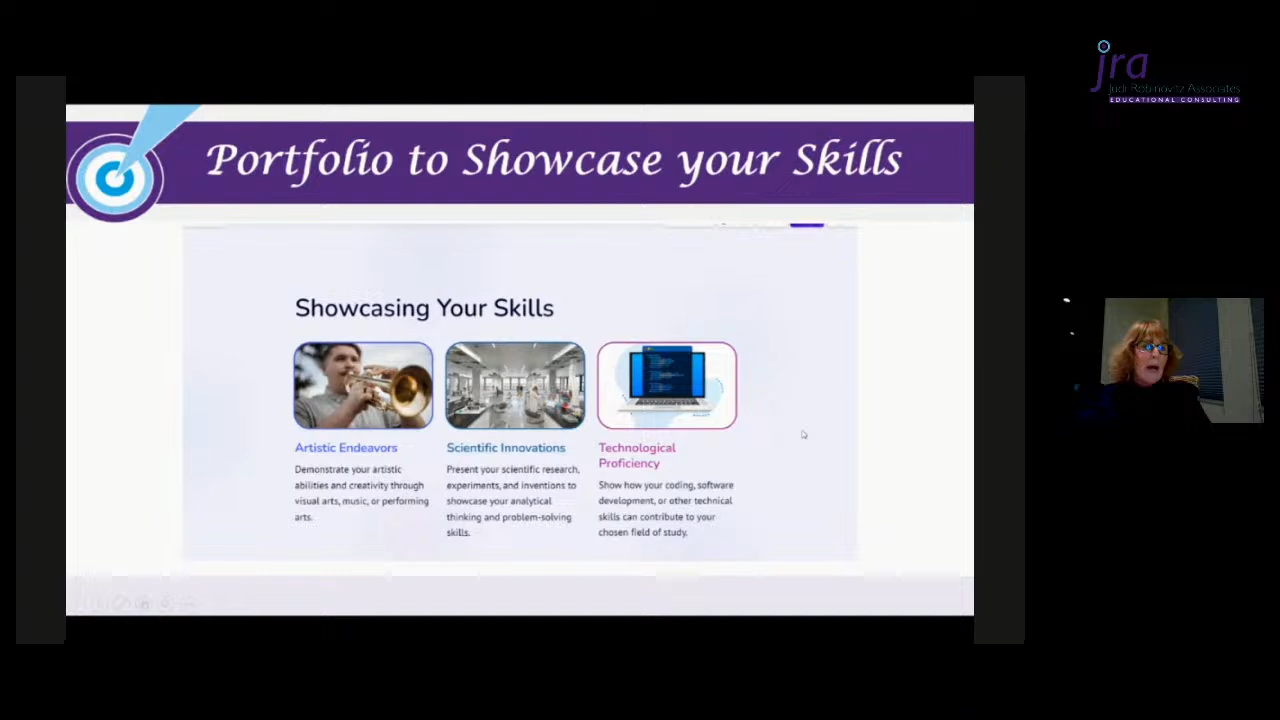 jra
Judi Robinovitz Associates
EDUCATIONAL CONSULTING
Portfolio to Showcase your Skills
Showcasing Your Skills
Artistic Endeavors
Demonstrate your artistic
abilities and creativity through
visual arts, music, or performing
arts.
Scientific Innovations
Present your scientific research,
experiments, and inventions to
showcase your analytical
thinking and problem-solving
skills.
Technological
Proficiency
Show how your coding, software
development, or other technical
skills can contribute to your
chosen field of study.